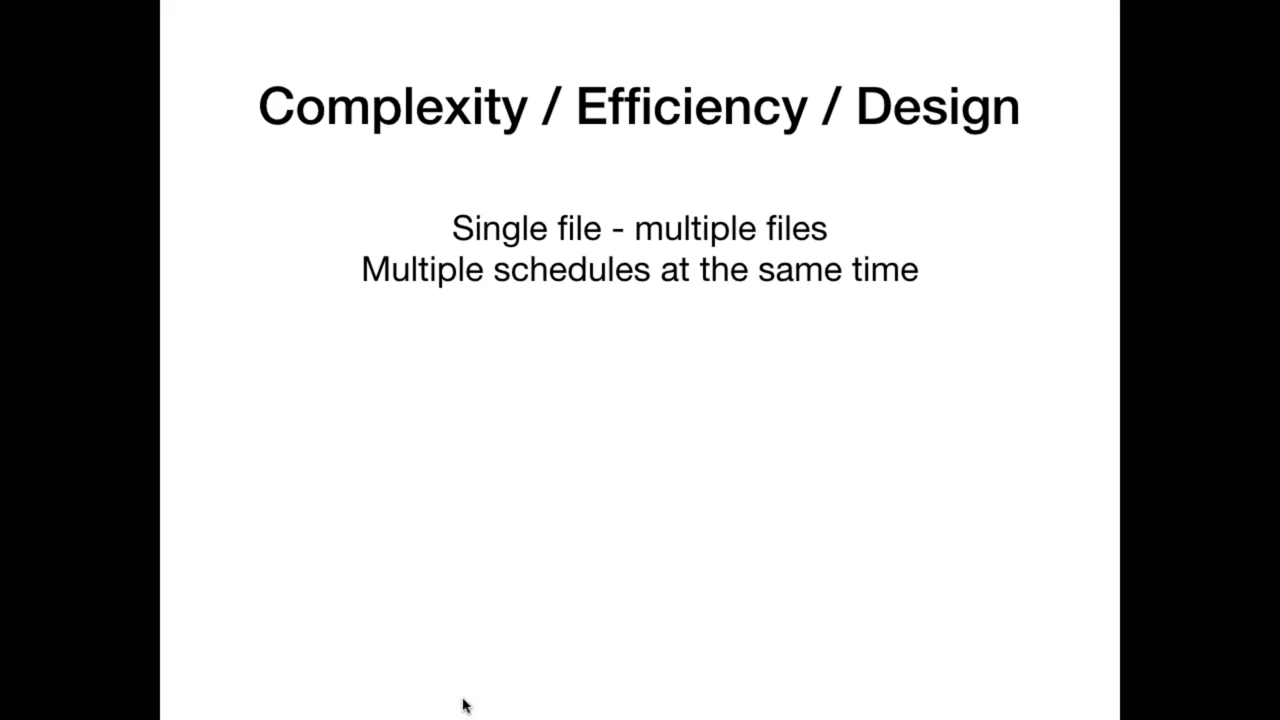 Complexity / Efficiency / Design
Single file - multiple files
Multiple schedules at the same time